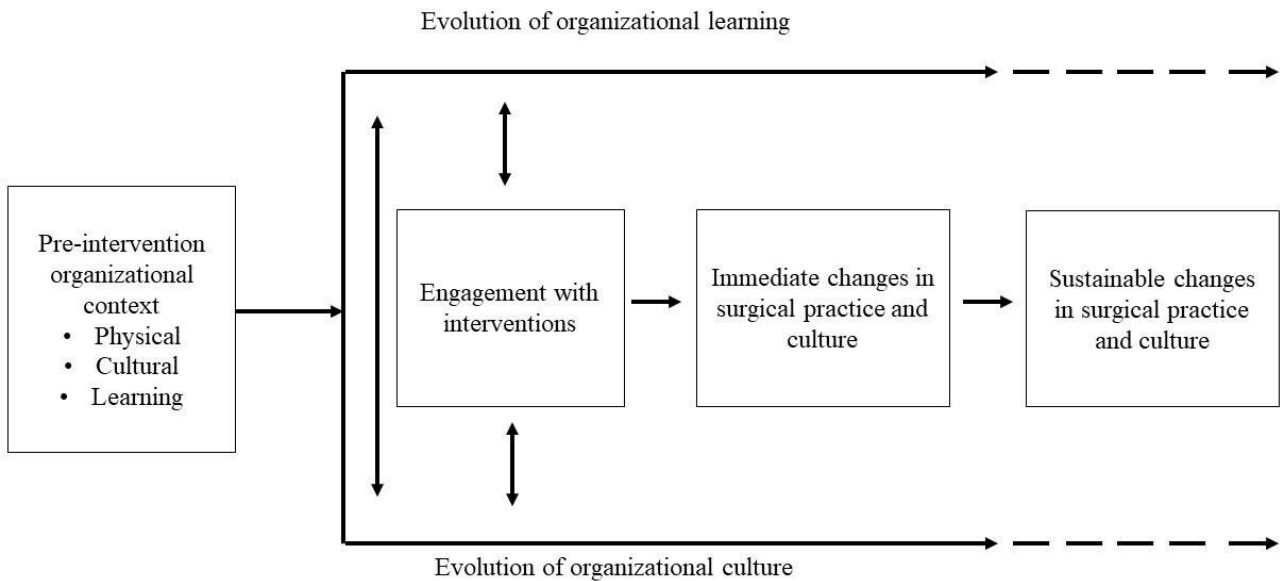 Evolution of organizational learning
Pre-intervention
organizational
context
• Physical
• Cultural
• Learning
Engagement with
interventions
Immediate changes in
surgical practice and
culture
Sustainable changes
in surgical practice
and culture
Evolution of organizational culture